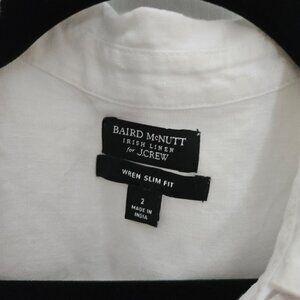 BAIRD McNUTT
IRISH LINEN
for J.CREW
WREN SLIM FIT
2
MADE IN
INDIA